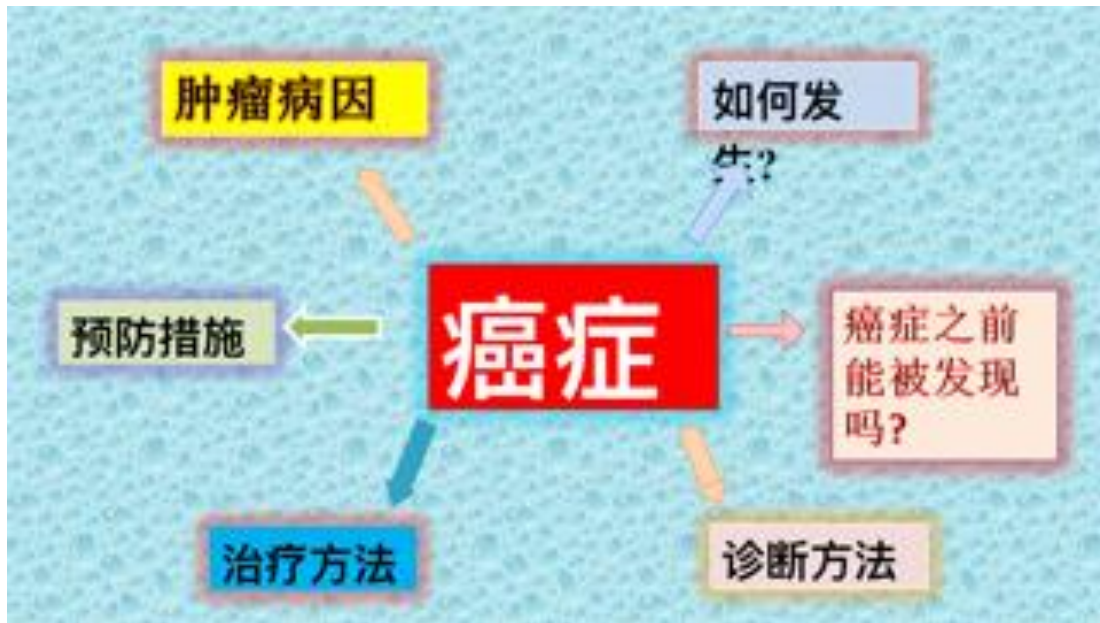 肿瘤病因
如何发
生?
预防措施
癌症
癌症之前
能被发现
吗?
治疗方法
诊断方法